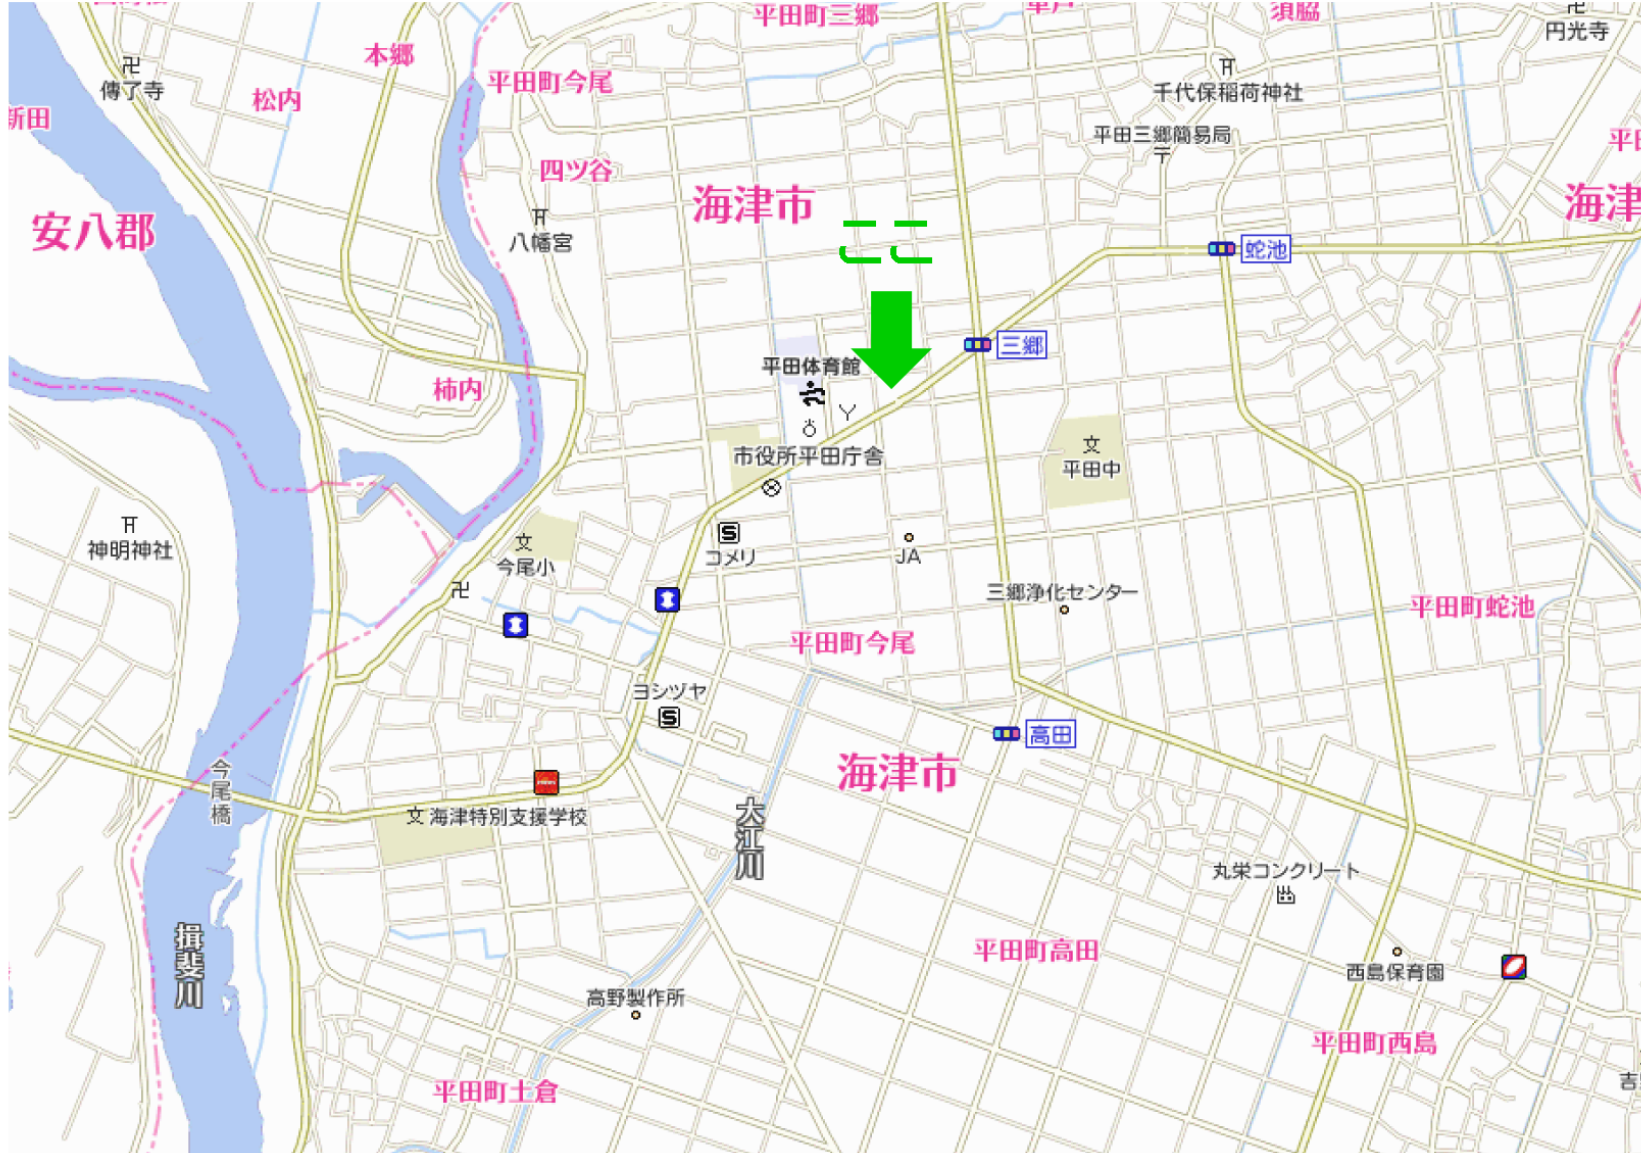 平田町三郷
須脇
円光寺
本郷
傳了寺
平田町今尾
松内
千代保稲荷神社
新田
平田三郷簡易局
四ツ谷
海津市
海津
安八郡
八幡宮
ここ
蛇池
三郷
平田体育館
柿内
市役所平田庁舎
文
平田中
神明神社
文
今尾小
S
コメリ
JA
三郷浄化センター
平田町蛇池
平田町今尾
ヨシヅヤ
S
高田
海津市
今尾橋
文 海津特別支援学校
大江川
丸栄コンクリート
揖斐川
平田町高田
西島保育園
高野製作所
平田町西島
平田町土倉